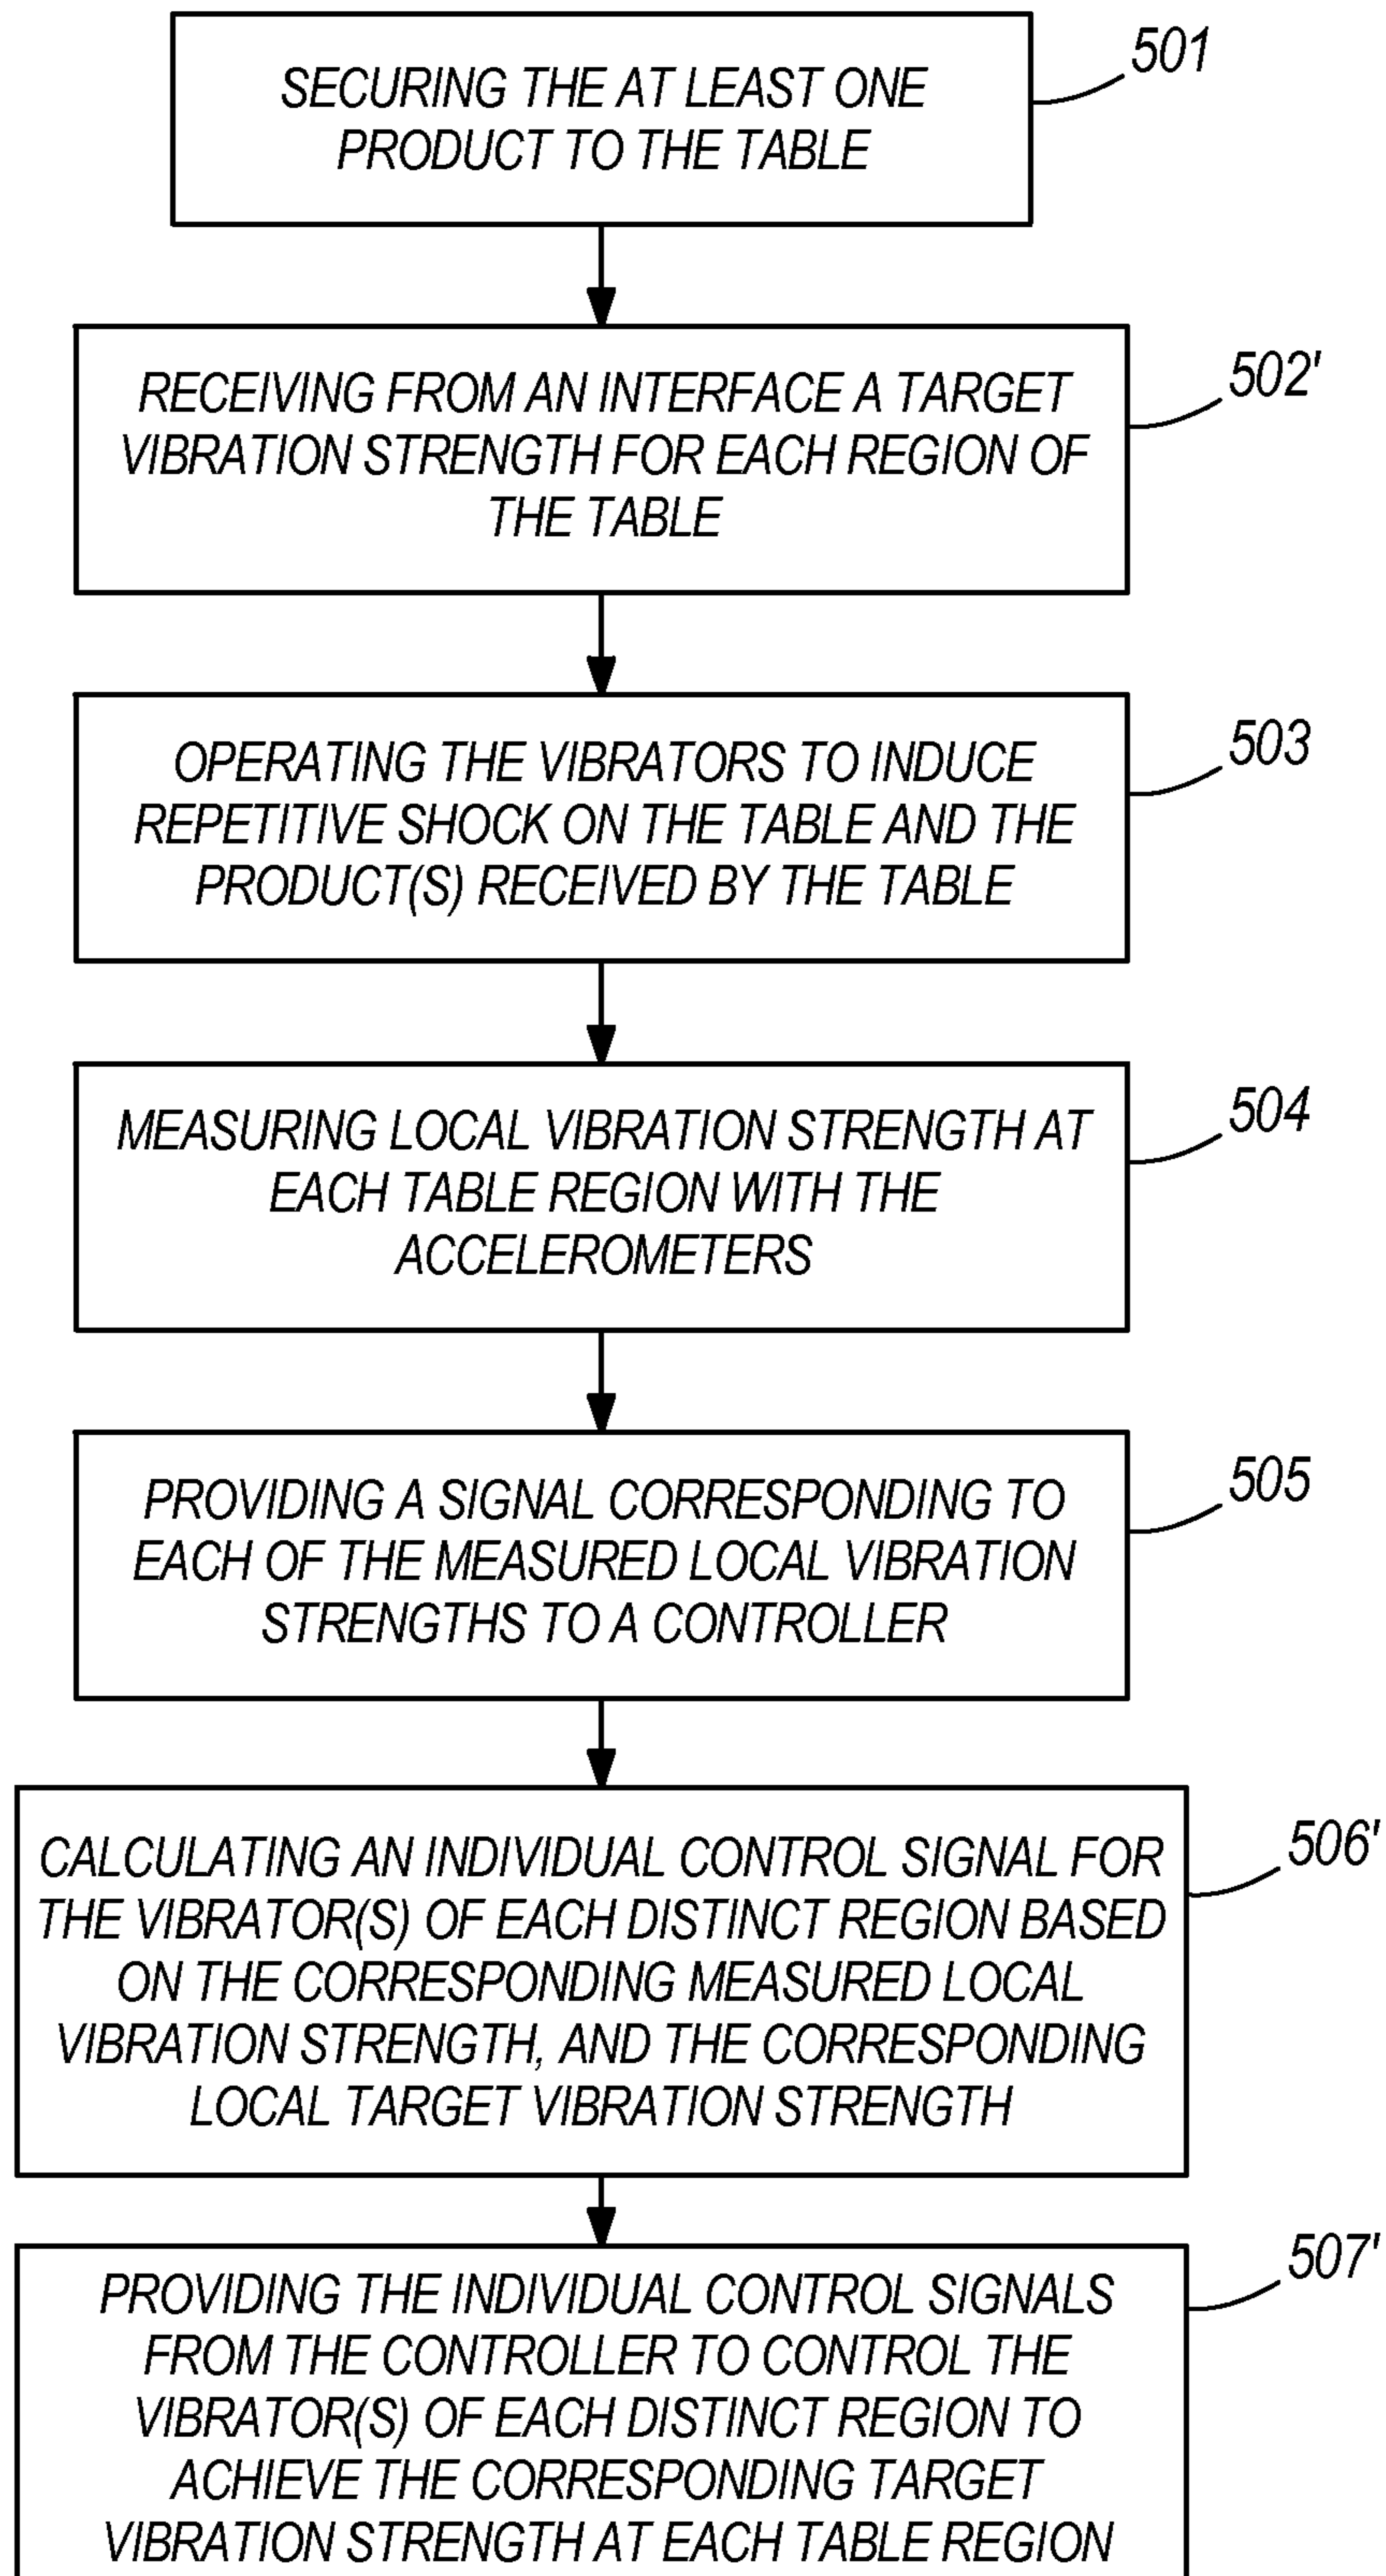 SECURING THE AT LEAST ONE
PRODUCT TO THE TABLE
501
RECEIVING FROM AN INTERFACE A TARGET
VIBRATION STRENGTH FOR EACH REGION OF
THE TABLE
502'
OPERATING THE VIBRATORS TO INDUCE
REPETITIVE SHOCK ON THE TABLE AND THE
PRODUCT(S) RECEIVED BY THE TABLE
503
MEASURING LOCAL VIBRATION STRENGTH AT
EACH TABLE REGION WITH THE
ACCELEROMETERS
504
PROVIDING A SIGNAL CORRESPONDING TO
EACH OF THE MEASURED LOCAL VIBRATION
STRENGTHS TO A CONTROLLER
505
CALCULATING AN INDIVIDUAL CONTROL SIGNAL FOR
THE VIBRATOR(S) OF EACH DISTINCT REGION BASED
ON THE CORRESPONDING MEASURED LOCAL
VIBRATION STRENGTH, AND THE CORRESPONDING
LOCAL TARGET VIBRATION STRENGTH
506'
PROVIDING THE INDIVIDUAL CONTROL SIGNALS
FROM THE CONTROLLER TO CONTROL THE
VIBRATOR(S) OF EACH DISTINCT REGION TO
ACHIEVE THE CORRESPONDING TARGET
VIBRATION STRENGTH AT EACH TABLE REGION
507'